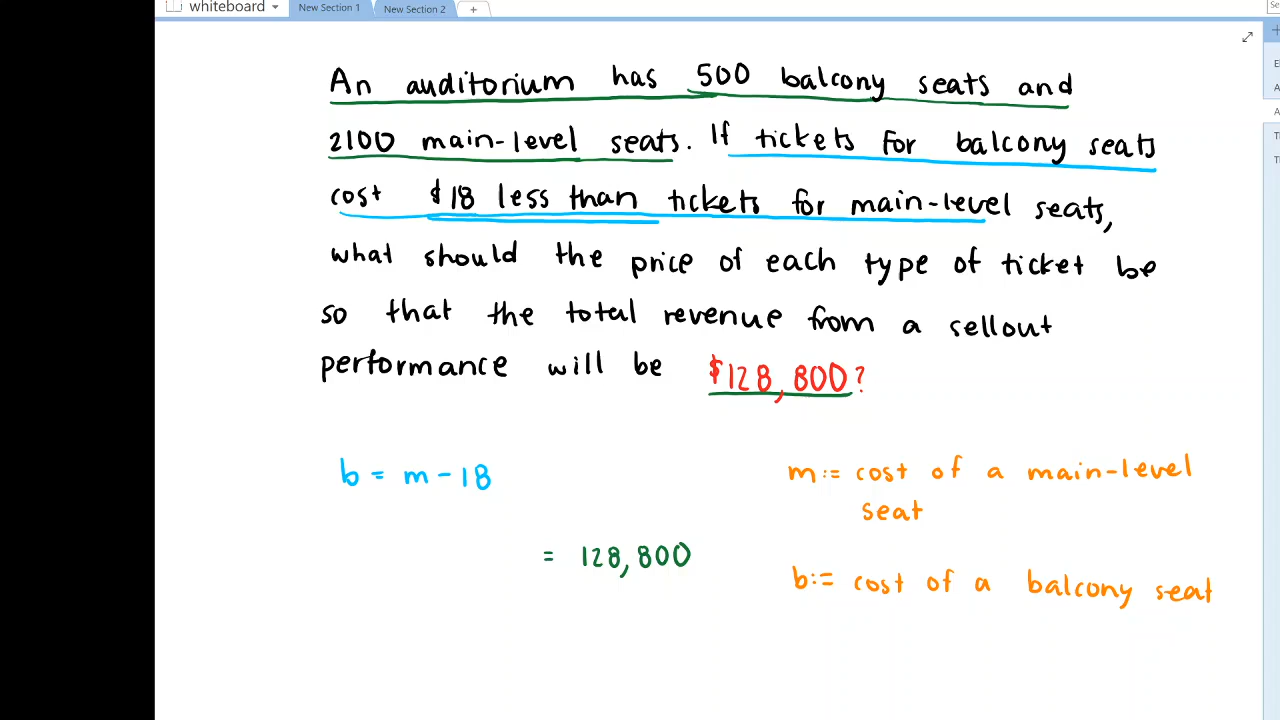 whiteboard New Section 1 New Section 2 +
An auditorium has 500 balcony seats and
2100 main-level seats. If tickets for balcony seats
cost $18 less than tickets for main-level seats,
what should the price of each type of ticket be
so that the total revenue from a sellout
performance will be $128,800?
b = m - 18
m := cost of a main-level
seat
= 128,800
b := cost of a balcony seat